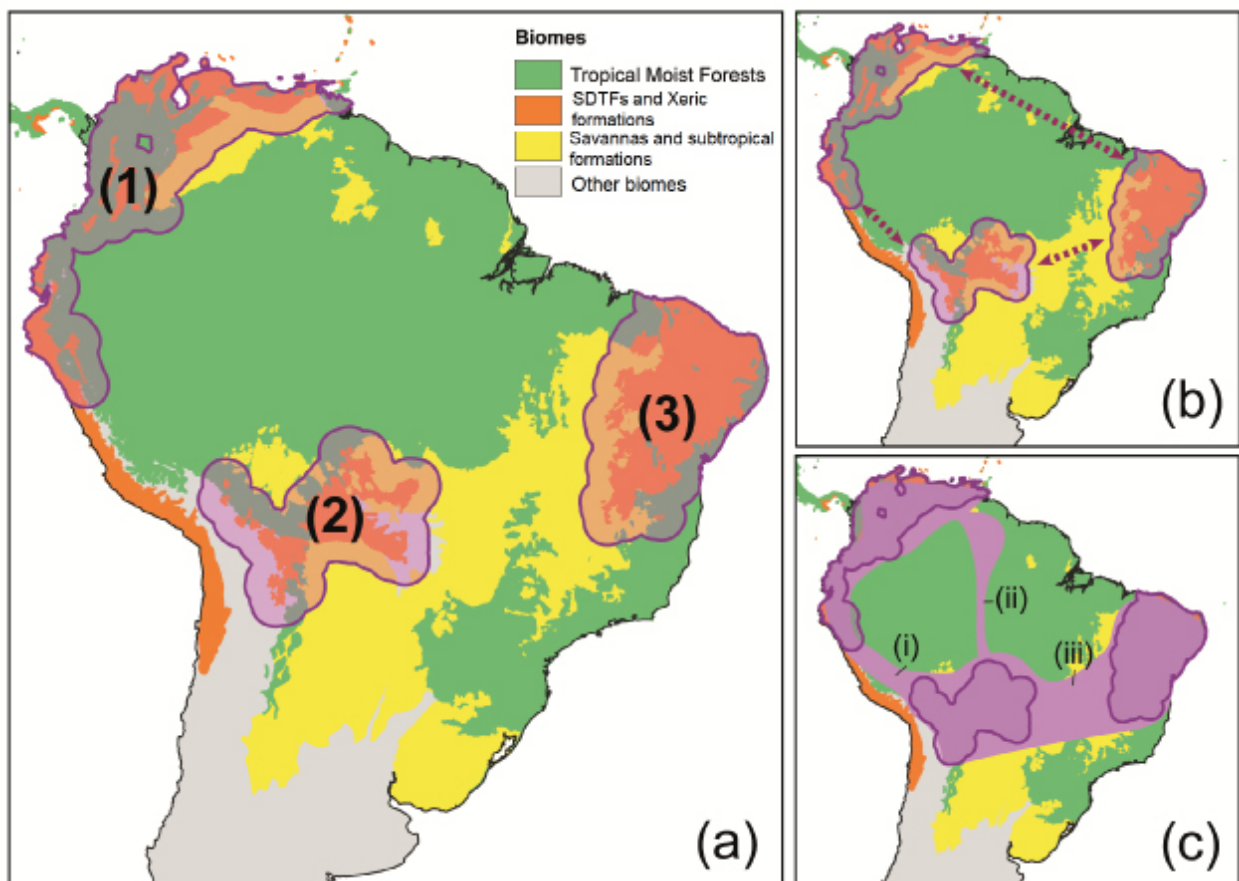 Biomes
Tropical Moist Forests
SDTFs and Xeric
formations
Savannas and subtropical
formations
Other biomes
(1)
(2)
(3)
(a)
(b)
(i)
(ii)
(iii)
(c)